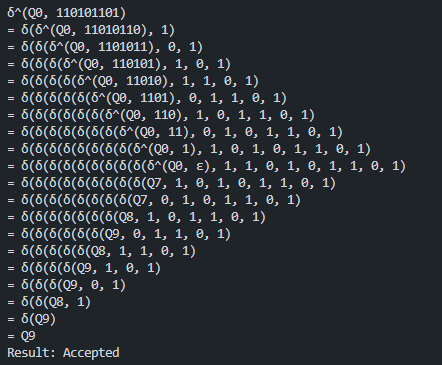 δ^(Q0, 110101101)
= δ(δ^(Q0, 11010110), 1)
= δ(δ(δ^(Q0, 1101011), 0, 1)
= δ(δ(δ(δ^(Q0, 110101), 1, 0, 1)
= δ(δ(δ(δ(δ^(Q0, 11010), 1, 1, 0, 1)
= δ(δ(δ(δ(δ(δ^(Q0, 1101), 0, 1, 1, 0, 1)
= δ(δ(δ(δ(δ(δ(δ^(Q0, 110), 1, 0, 1, 1, 0, 1)
= δ(δ(δ(δ(δ(δ(δ(δ^(Q0, 11), 0, 1, 0, 1, 1, 0, 1)
= δ(δ(δ(δ(δ(δ(δ(δ(δ^(Q0, 1), 1, 0, 1, 0, 1, 1, 0, 1)
= δ(δ(δ(δ(δ(δ(δ(δ(δ(δ^(Q0, ε), 1, 1, 0, 1, 0, 1, 1, 0, 1)
= δ(δ(δ(δ(δ(δ(δ(δ(δ(Q7, 1, 0, 1, 0, 1, 1, 0, 1)
= δ(δ(δ(δ(δ(δ(δ(δ(Q7, 0, 1, 0, 1, 1, 0, 1)
= δ(δ(δ(δ(δ(δ(δ(Q8, 1, 0, 1, 1, 0, 1)
= δ(δ(δ(δ(δ(δ(Q9, 0, 1, 1, 0, 1)
= δ(δ(δ(δ(δ(Q8, 1, 1, 0, 1)
= δ(δ(δ(δ(Q9, 1, 0, 1)
= δ(δ(δ(Q9, 0, 1)
= δ(δ(Q8, 1)
= δ(Q9)
= Q9
Result: Accepted